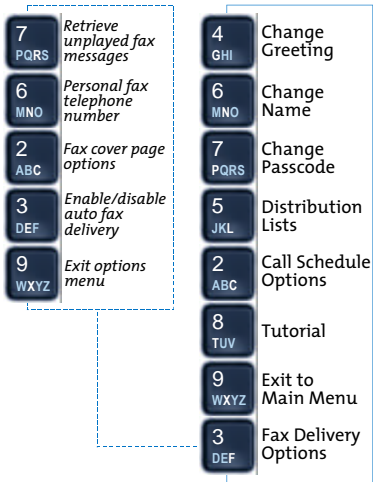 7
PQRS
Retrieve
unplayed fax
messages
6
MNO
Personal fax
telephone
number
2
ABC
Fax cover page
options
3
DEF
Enable/disable
auto fax
delivery
9
WXYZ
Exit options
menu
4
GHI
Change
Greeting
6
MNO
Change
Name
7
PQRS
Change
Passcode
5
JKL
Distribution
Lists
2
ABC
Call Schedule
Options
8
TUV
Tutorial
9
WXYZ
Exit to
Main Menu
3
DEF
Fax Delivery
Options